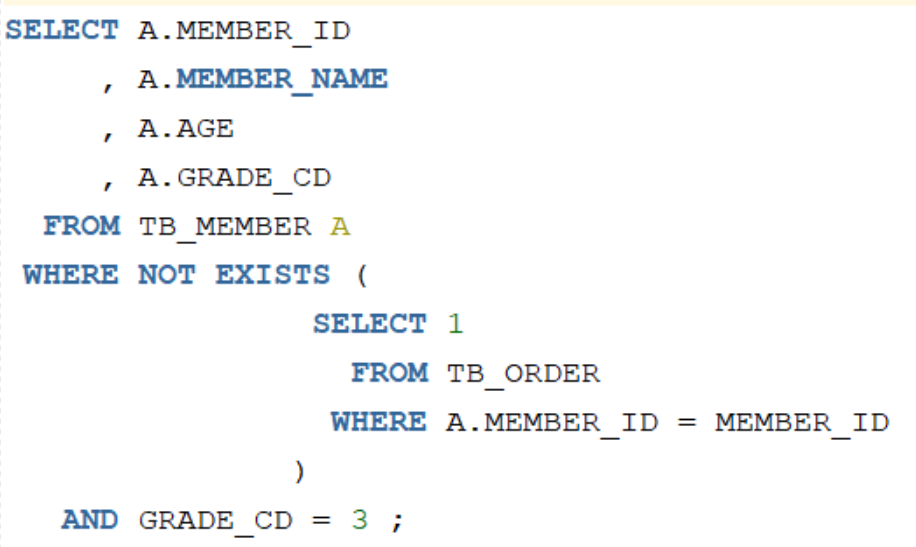 SELECT A.MEMBER_ID
, A.MEMBER_NAME
, A.AGE
, A.GRADE_CD
FROM TB_MEMBER A
WHERE NOT EXISTS (
SELECT 1
FROM TB_ORDER
WHERE A.MEMBER_ID = MEMBER_ID
)
AND GRADE_CD = 3 ;